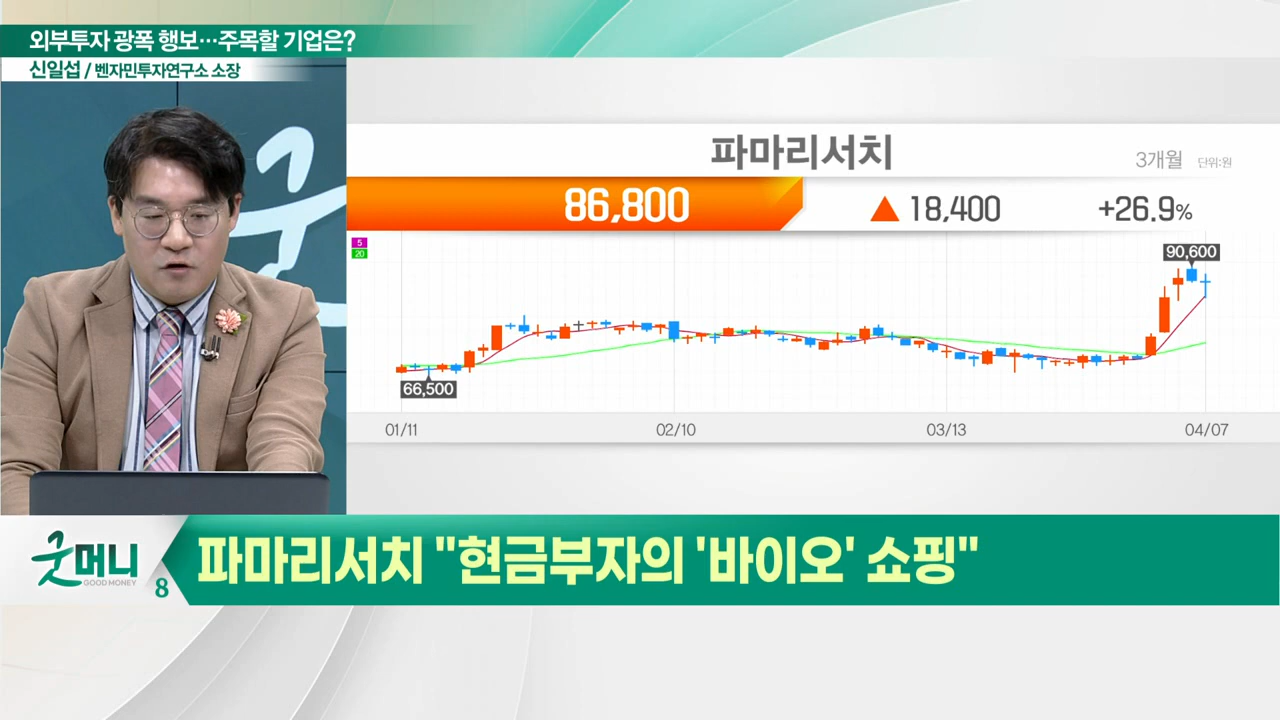 외부투자 광폭 행보…주목할 기업은?
신일섭 / 벤자민투자연구소 소장
파마리서치
3개월 단위:원
86,800 ▲ 18,400 +26.9%
5
20
90,600
66,500
01/11 02/10 03/13 04/07
굿머니
GOOD MONEY
8
파마리서치 "현금부자의 '바이오' 쇼핑"